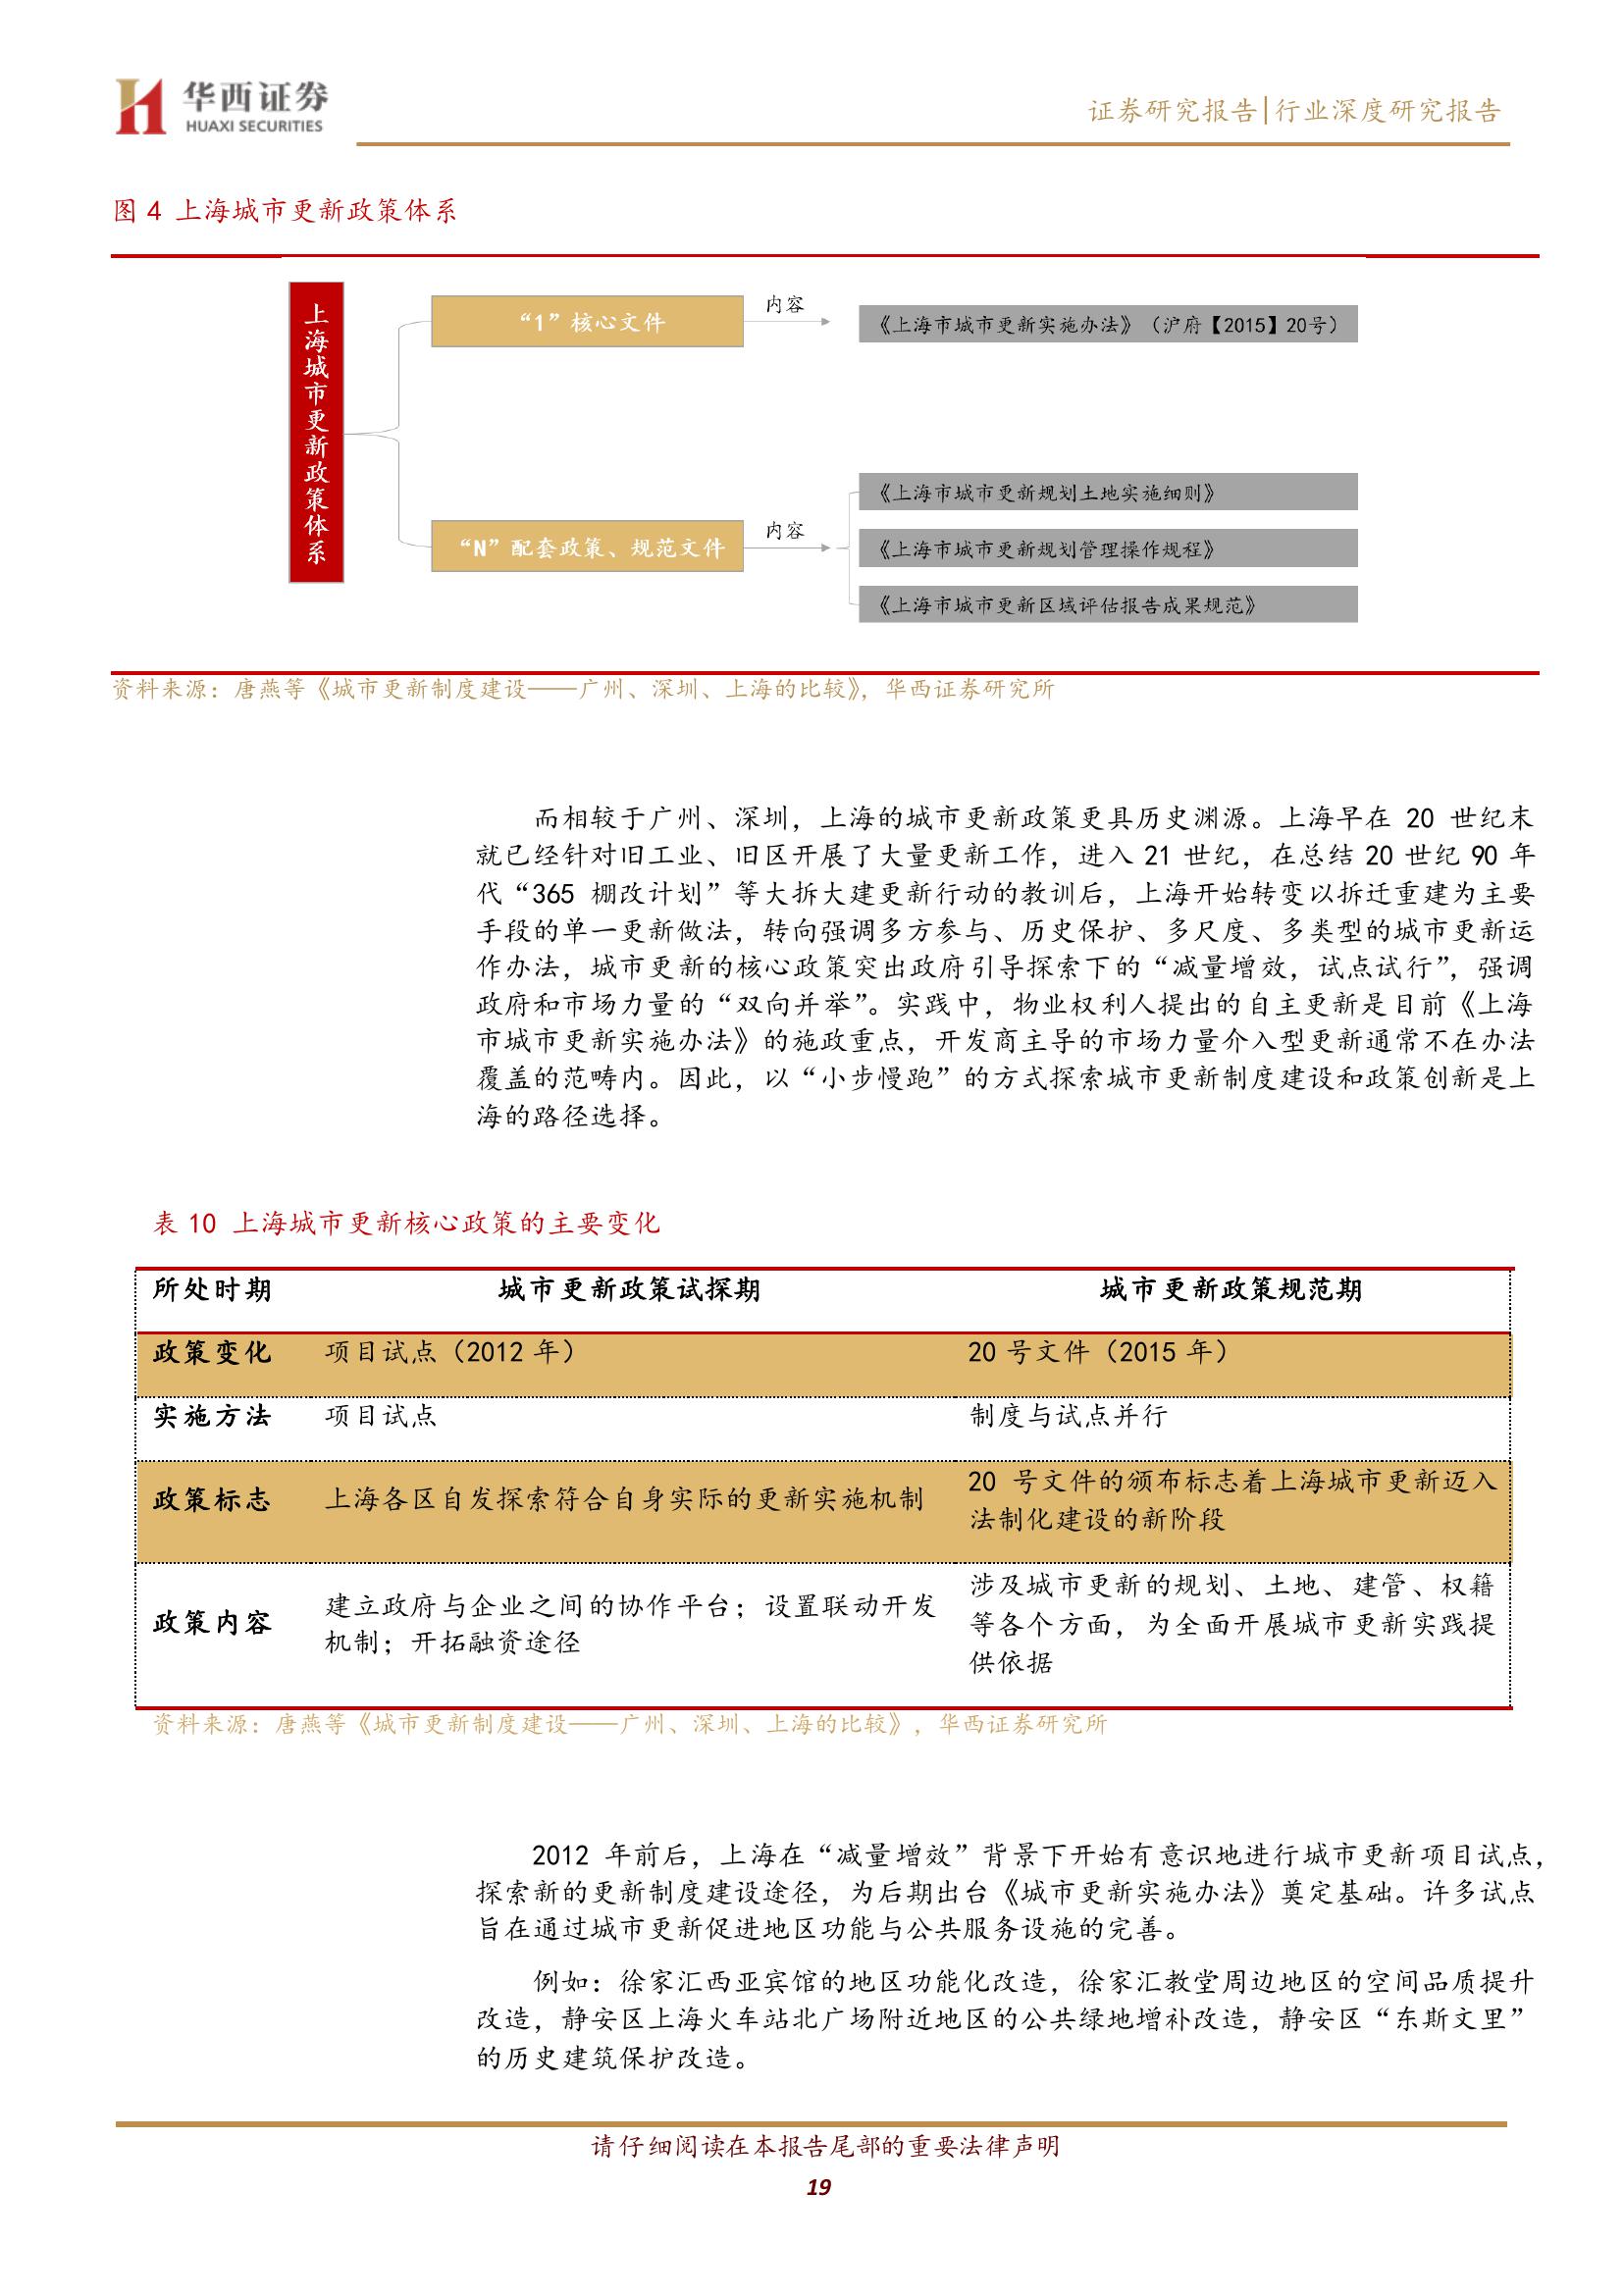 华西证券
HUAXI SECURITIES
证券研究报告|行业深度研究报告
图 4 上海城市更新政策体系
上海城市更新政策体系
“1”核心文件
内容
《上海市城市更新实施办法》（沪府【2015】20号）
“N”配套政策、规范文件
内容
《上海市城市更新规划土地实施细则》
《上海市城市更新规划管理操作规程》
《上海市城市更新区域评估报告成果规范》
资料来源：唐燕等《城市更新制度建设——广州、深圳、上海的比较》，华西证券研究所
而相较于广州、深圳，上海的城市更新政策更具历史渊源。上海早在 20 世纪末
就已经针对旧工业、旧区开展了大量更新工作，进入 21 世纪，在总结 20 世纪 90 年
代“365 棚改计划”等大拆大建更新行动的教训后，上海开始转变以拆迁重建为主要
手段的单一更新做法，转向强调多方参与、历史保护、多尺度、多类型的城市更新运
作办法，城市更新的核心政策突出政府引导探索下的“减量增效，试点试行”，强调
政府和市场力量的“双向并举”。实践中，物业权利人提出的自主更新是目前《上海
市城市更新实施办法》的施政重点，开发商主导的市场力量介入型更新通常不在办法
覆盖的范畴内。因此，以“小步慢跑”的方式探索城市更新制度建设和政策创新是上
海的路径选择。
表 10 上海城市更新核心政策的主要变化
所处时期 城市更新政策试探期 城市更新政策规范期
政策变化 项目试点（2012 年） 20 号文件（2015 年）
实施方法 项目试点 制度与试点并行
政策标志 上海各区自发探索符合自身实际的更新实施机制
20 号文件的颁布标志着上海城市更新迈入
法制化建设的新阶段
政策内容
建立政府与企业之间的协作平台；设置联动开发
机制；开拓融资途径
涉及城市更新的规划、土地、建管、权籍
等各个方面，为全面开展城市更新实践提
供依据
资料来源：唐燕等《城市更新制度建设——广州、深圳、上海的比较》，华西证券研究所
2012 年前后，上海在“减量增效”背景下开始有意识地进行城市更新项目试点，
探索新的更新制度建设途径，为后期出台《城市更新实施办法》奠定基础。许多试点
旨在通过城市更新促进地区功能与公共服务设施的完善。
例如：徐家汇西亚宾馆的地区功能化改造，徐家汇教堂周边地区的空间品质提升
改造，静安区上海火车站北广场附近地区的公共绿地增补改造，静安区“东斯文里”
的历史建筑保护改造。
请仔细阅读在本报告尾部的重要法律声明
19